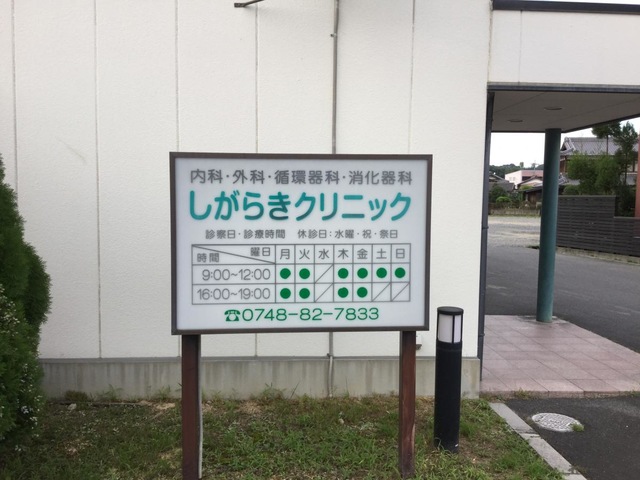 内科・外科・循環器科・消化器科
しがらきクリニック
診察日・診療時間 休診日：水曜・祝・祭日
時間 曜日 月 火 水 木 金 土 日
9:00~12:00 ● ● ／ ● ● ● ●
16:00~19:00 ● ● ／ ● ● ／ ／
☎0748-82-7833